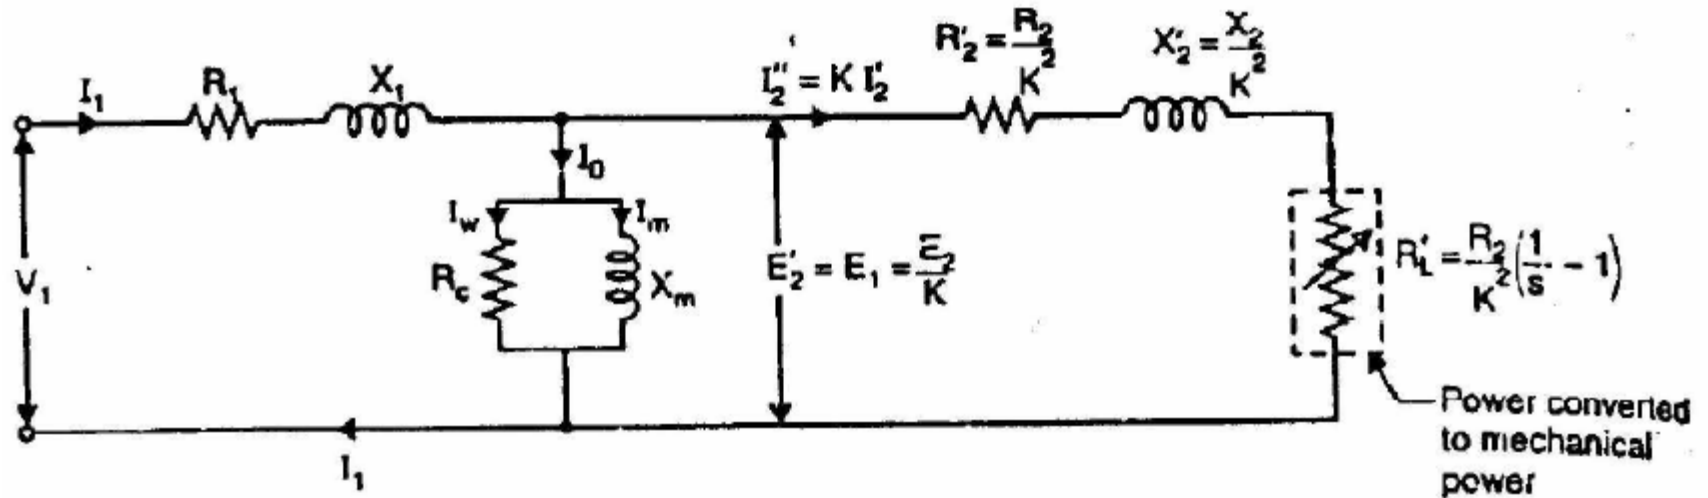 I₁
R₁
X₁
I₂'' = K I₂'
R₂' = R₂/K²
X₂' = X₂/K²
I₀
I_w
I_m
R_c
X_m
V₁
E₂' = E₁ = E₂/K
R_L' = R₂/K² (1/s - 1)
I₁
Power converted
to mechanical
power